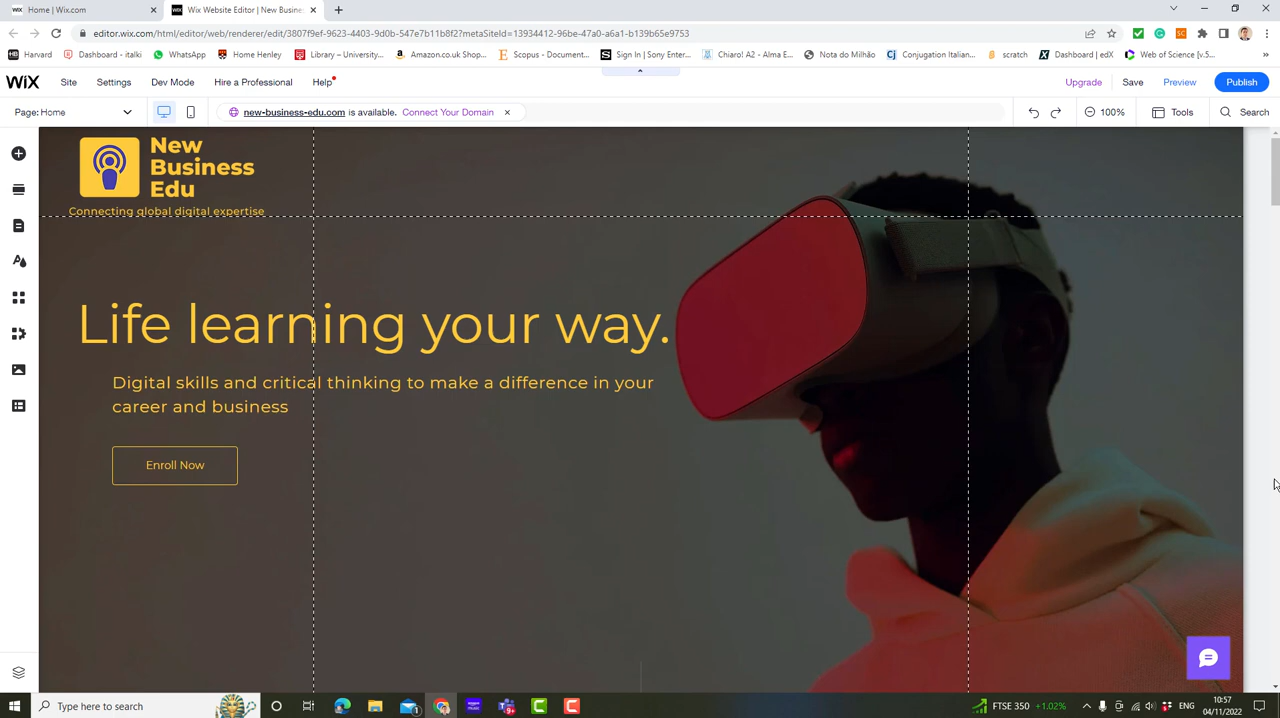 Home | Wix.com
Wix Website Editor | New Busine
editor.wix.com/html/editor/web/renderer/edit/3807f9ef-9623-4403-9d0b-547e7b11b8f2?metaSiteId=13934412-96be-47a0-a6a1-b139b65e9753
Harvard
Dashboard - italki
WhatsApp
Home Henley
Library – University...
Amazon.co.uk Shop...
Scopus - Document...
Sign In | Sony Enter...
Chiaro! A2 - Alma E...
Nota do Milhão
Conjugation Italian...
scratch
Dashboard | edX
Web of Science [v.5...
»
WiX
Site
Settings
Dev Mode
Hire a Professional
Help
Upgrade
Save
Preview
Publish
Page: Home
new-business-edu.com is available.
Connect Your Domain
100%
Tools
Search
New
Business
Edu
Connecting global digital expertise
Life learning your way.
Digital skills and critical thinking to make a difference in your
career and business
Enroll Now
Type here to search
FTSE 350 +1.02%
ENG
10:57
04/11/2022